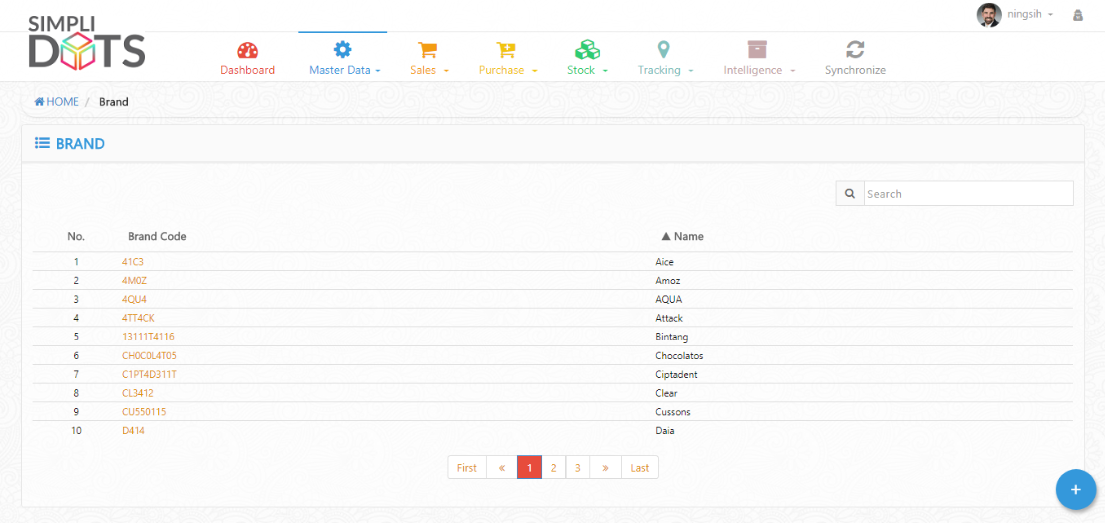 SIMPLI
DOTS
ningsih
Dashboard
Master Data
Sales
Purchase
Stock
Tracking
Intelligence
Synchronize
HOME / Brand
BRAND
Search
No. Brand Code ▲ Name
1 41C3 Aice
2 4M0Z Amoz
3 4QU4 AQUA
4 4TT4CK Attack
5 13111T4116 Bintang
6 CH0C0L4T05 Chocolatos
7 C1PT4D311T Ciptadent
8 CL3412 Clear
9 CU550115 Cussons
10 D414 Daia
First « 1 2 3 » Last
+